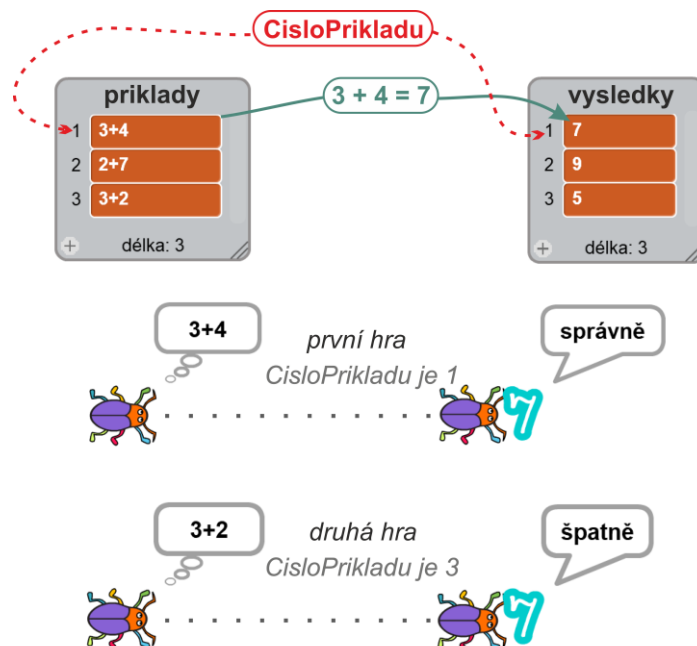 CisloPrikladu
priklady
3 + 4 = 7
vysledky
1 3+4
2 2+7
3 3+2
+ délka: 3
1 7
2 9
3 5
+ délka: 3
3+4
první hra
CisloPrikladu je 1
správně
7
3+2
druhá hra
CisloPrikladu je 3
špatně
7